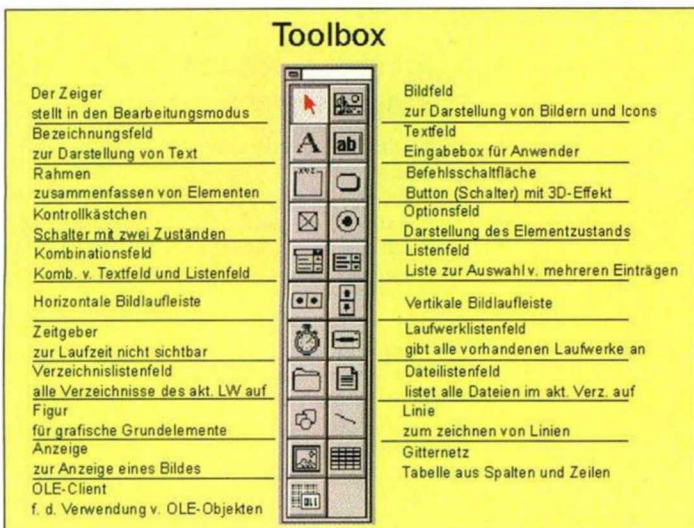 Toolbox
Der Zeiger
stellt in den Bearbeitungsmodus
Bezeichnungsfeld
zur Darstellung von Text
Rahmen
zusammenfassen von Elementen
Kontrollkästchen
Schalter mit zwei Zuständen
Kombinationsfeld
Komb. v. Textfeld und Listenfeld
Horizontale Bildlaufleiste
Zeitgeber
zur Laufzeit nicht sichtbar
Verzeichnislistenfeld
alle Verzeichnisse des akt. LW auf
Figur
für grafische Grundelemente
Anzeige
zur Anzeige eines Bildes
OLE-Client
f. d. Verwendung v. OLE-Objekten
A
ab
xyz
Bildfeld
zur Darstellung von Bildern und Icons
Textfeld
Eingabebox für Anwender
Befehlsschaltfläche
Button (Schalter) mit 3D-Effekt
Optionsfeld
Darstellung des Elementzustands
Listenfeld
Liste zur Auswahl v. mehreren Einträgen
Vertikale Bildlaufleiste
Laufwerklistenfeld
gibt alle vorhandenen Laufwerke an
Dateilistenfeld
listet alle Dateien im akt. Verz. auf
Linie
zum zeichnen von Linien
Gitternetz
Tabelle aus Spalten und Zeilen